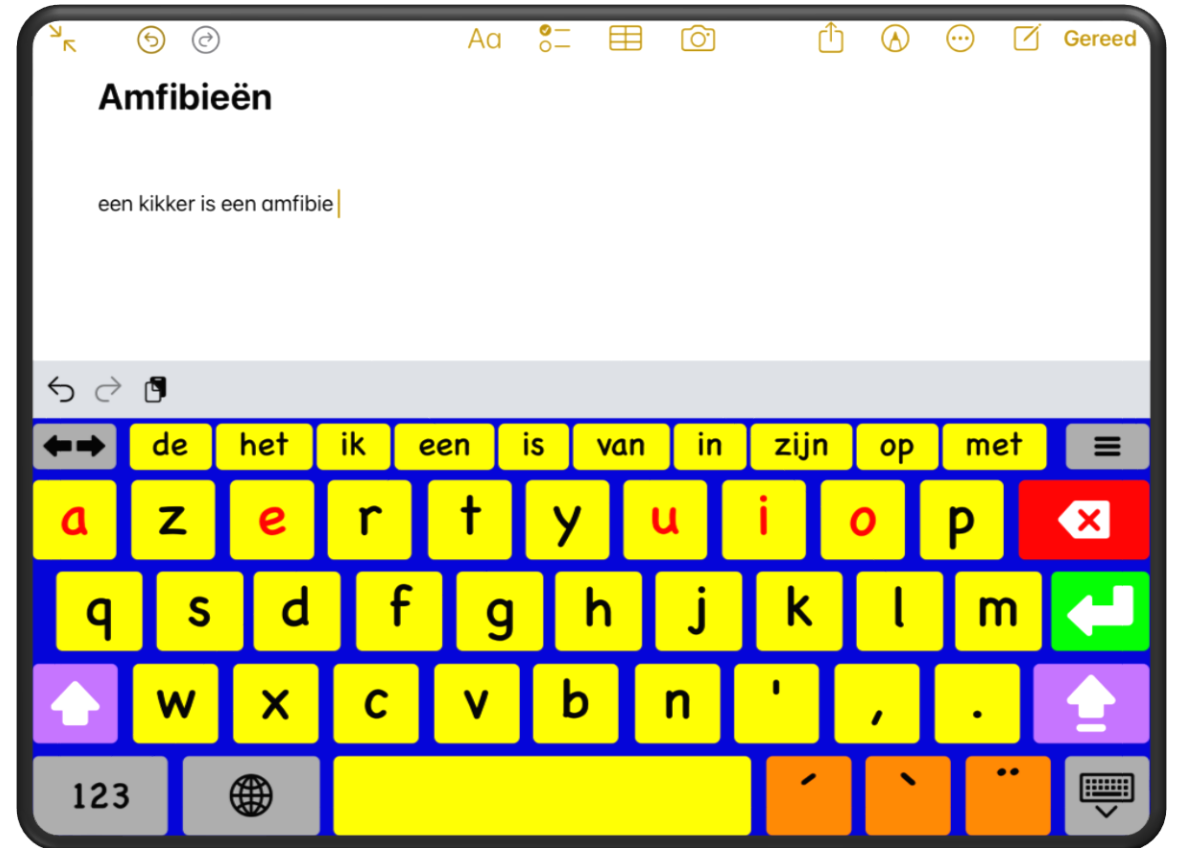 Aa Gereed
Amfibieën
een kikker is een amfibie
de het ik een is van in zijn op met
a z e r t y u i o p
q s d f g h j k l m
w x c v b n ' , .
123 ´ ` ¨